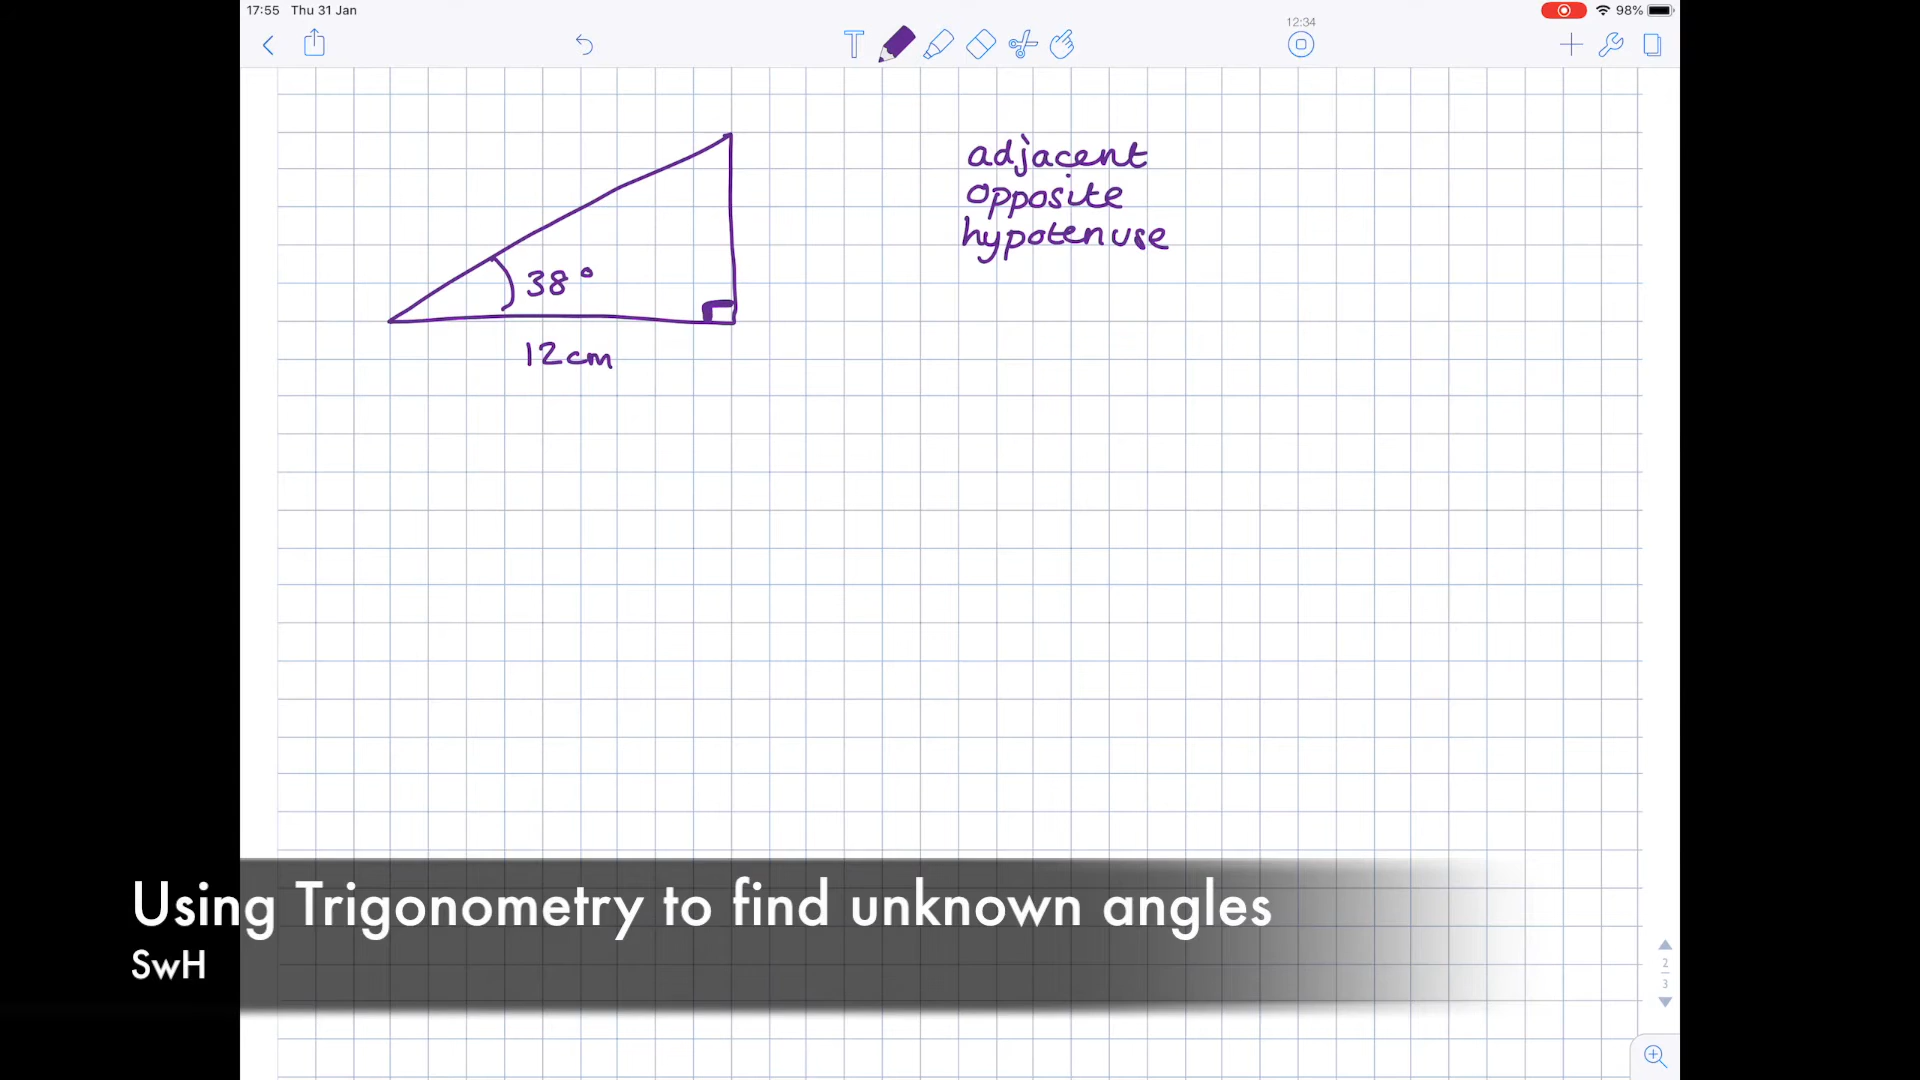 17:55 Thu 31 Jan
98%
12:34
T
adjacent
opposite
hypotenuse
38°
12cm
Using Trigonometry to find unknown angles
SwH
2
3